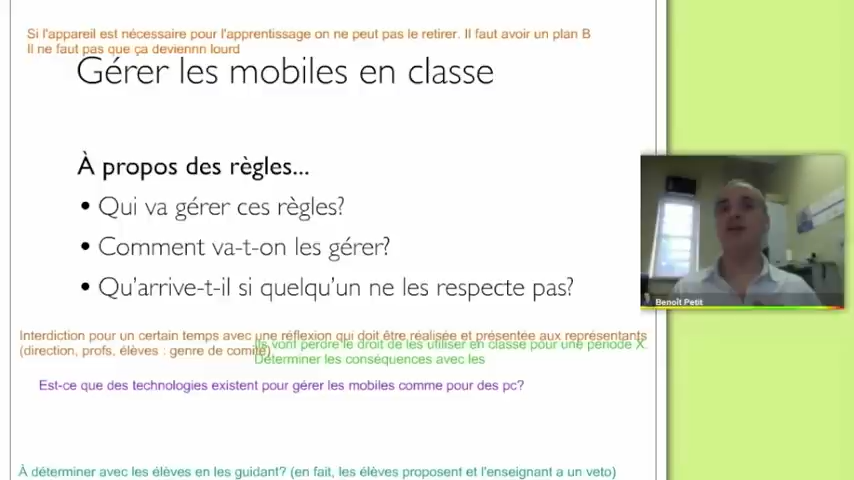 Si l'appareil est nécessaire pour l'apprentissage on ne peut pas le retirer. Il faut avoir un plan B
Il ne faut pas que ça deviennn lourd
Gérer les mobiles en classe
À propos des règles...
• Qui va gérer ces règles?
• Comment va-t-on les gérer?
• Qu'arrive-t-il si quelqu'un ne les respecte pas?
Benoît Petit
Interdiction pour un certain temps avec une réflexion qui doit être réalisée et présentée aux représentants
(direction, profs, élèves : genre de comité)
Ils vont perdre le droit de les utiliser en classe pour une période X.
Déterminer les conséquences avec les
Est-ce que des technologies existent pour gérer les mobiles comme pour des pc?
À déterminer avec les élèves en les guidant? (en fait, les élèves proposent et l'enseignant a un veto)